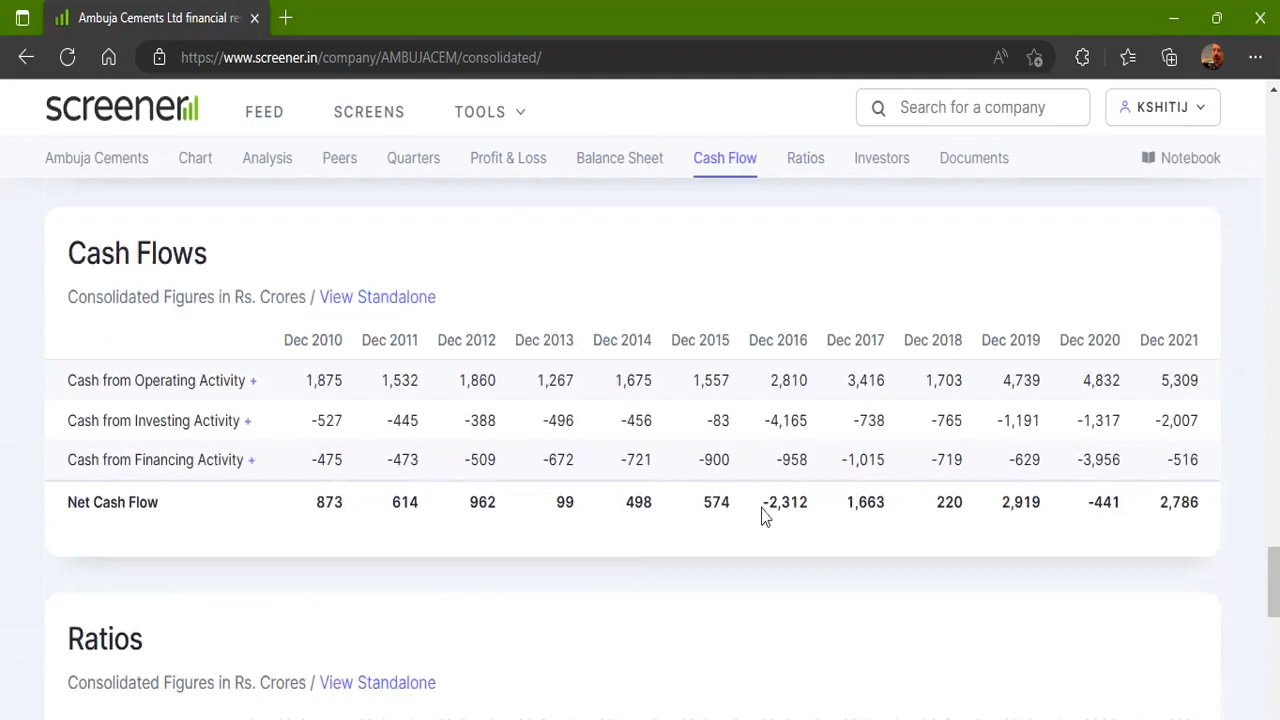 Ambuja Cements Ltd financial re
https://www.screener.in/company/AMBUJACEM/consolidated/
screener FEED SCREENS TOOLS Search for a company KSHITIJ
Ambuja Cements Chart Analysis Peers Quarters Profit & Loss Balance Sheet Cash Flow Ratios Investors Documents Notebook
Cash Flows
Consolidated Figures in Rs. Crores / View Standalone
Dec 2010 Dec 2011 Dec 2012 Dec 2013 Dec 2014 Dec 2015 Dec 2016 Dec 2017 Dec 2018 Dec 2019 Dec 2020 Dec 2021
Cash from Operating Activity + 1,875 1,532 1,860 1,267 1,675 1,557 2,810 3,416 1,703 4,739 4,832 5,309
Cash from Investing Activity + -527 -445 -388 -496 -456 -83 -4,165 -738 -765 -1,191 -1,317 -2,007
Cash from Financing Activity + -475 -473 -509 -672 -721 -900 -958 -1,015 -719 -629 -3,956 -516
Net Cash Flow 873 614 962 99 498 574 -2,312 1,663 220 2,919 -441 2,786
Ratios
Consolidated Figures in Rs. Crores / View Standalone